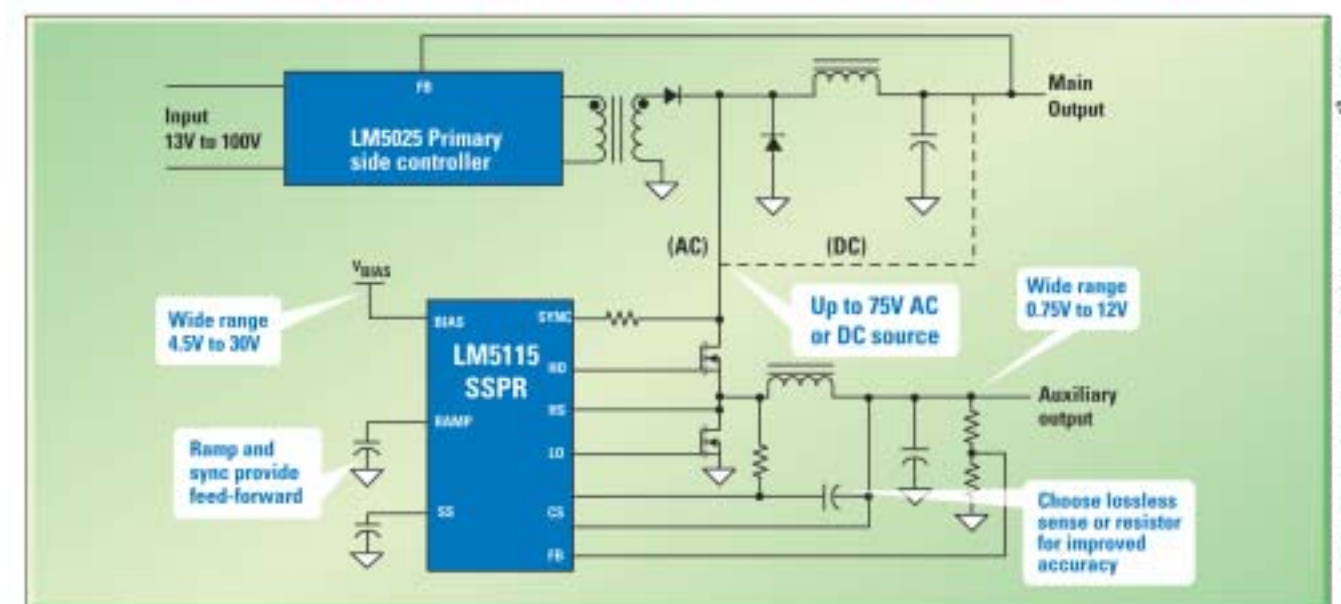 FB
Input
13V to 100V
LM5025 Primary
side controller
Main
Output
(AC)
(DC)
VBIAS
Wide range
4.5V to 30V
Up to 75V AC
or DC source
Wide range
0.75V to 12V
BIAS
SYNC
LM5115
SSPR
HO
HS
RAMP
LO
Auxiliary
output
Ramp and
sync provide
feed-forward
SS
CS
FB
Choose lossless
sense or resistor
for improved
accuracy